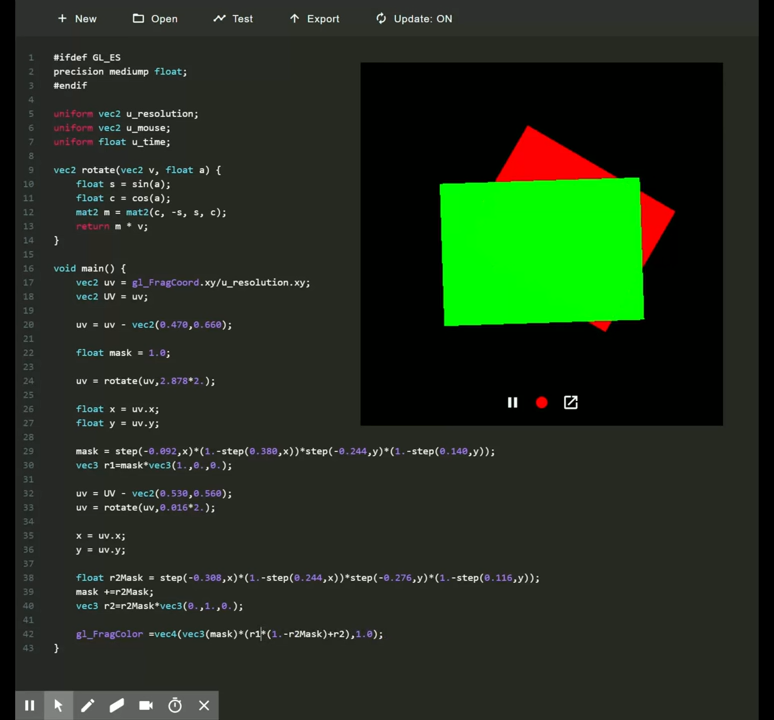 New Open Test Export Update: ON
1 #ifdef GL_ES
2 precision mediump float;
3 #endif
4
5 uniform vec2 u_resolution;
6 uniform vec2 u_mouse;
7 uniform float u_time;
8
9 vec2 rotate(vec2 v, float a) {
10 float s = sin(a);
11 float c = cos(a);
12 mat2 m = mat2(c, -s, s, c);
13 return m * v;
14 }
15
16 void main() {
17 vec2 uv = gl_FragCoord.xy/u_resolution.xy;
18 vec2 UV = uv;
19
20 uv = uv - vec2(0.470,0.660);
21
22 float mask = 1.0;
23
24 uv = rotate(uv,2.878*2.);
25
26 float x = uv.x;
27 float y = uv.y;
28
29 mask = step(-0.092,x)*(1.-step(0.380,x))*step(-0.244,y)*(1.-step(0.140,y));
30 vec3 r1=mask*vec3(1.,0.,0.);
31
32 uv = UV - vec2(0.530,0.560);
33 uv = rotate(uv,0.016*2.);
34
35 x = uv.x;
36 y = uv.y;
37
38 float r2Mask = step(-0.308,x)*(1.-step(0.244,x))*step(-0.276,y)*(1.-step(0.116,y));
39 mask +=r2Mask;
40 vec3 r2=r2Mask*vec3(0.,1.,0.);
41
42 gl_FragColor =vec4(vec3(mask)*(r1*(1.-r2Mask)+r2),1.0);
43 }